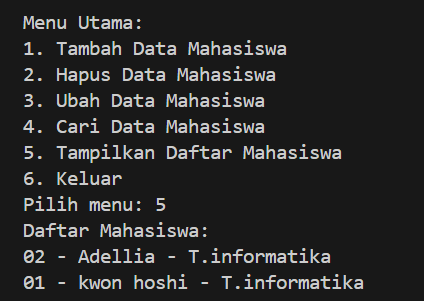 Menu Utama:
1. Tambah Data Mahasiswa
2. Hapus Data Mahasiswa
3. Ubah Data Mahasiswa
4. Cari Data Mahasiswa
5. Tampilkan Daftar Mahasiswa
6. Keluar
Pilih menu: 5
Daftar Mahasiswa:
02 - Adellia - T.informatika
01 - kwon hoshi - T.informatika